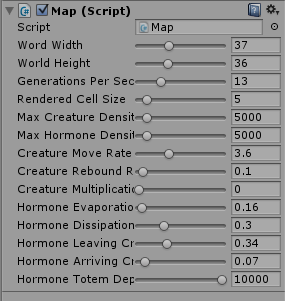 Map (Script)
Script Map
Word Width 37
World Height 36
Generations Per Sec 13
Rendered Cell Size 5
Max Creature Densit 5000
Max Hormone Densit 5000
Creature Move Rate 3.6
Creature Rebound R 0.1
Creature Multiplicatio 0
Hormone Evaporatio 0.16
Hormone Dissipation 0.3
Hormone Leaving Cr 0.34
Hormone Arriving Cr 0.07
Hormone Totem Dep 10000